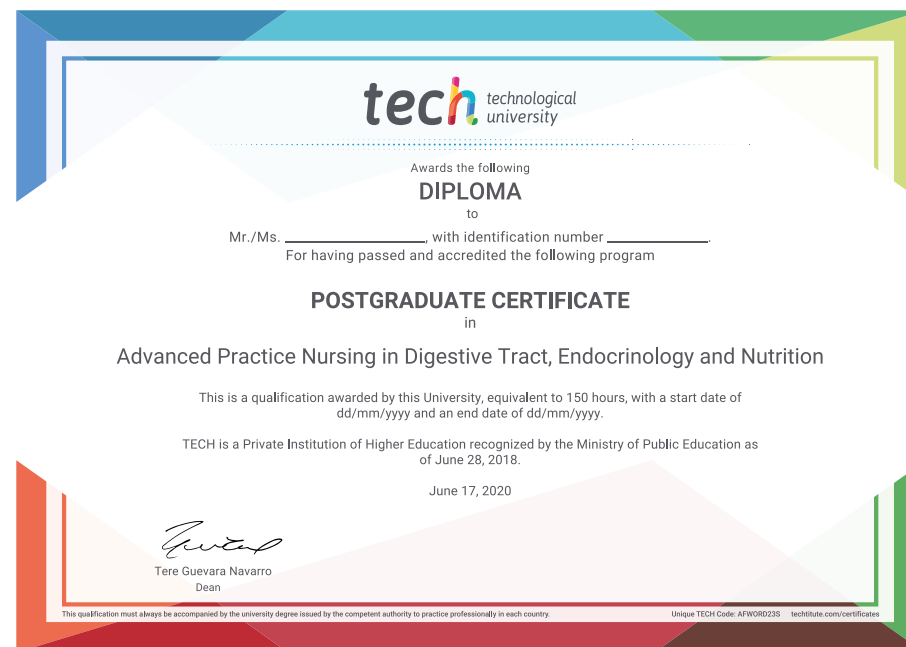 tech technological
university
Awards the following
DIPLOMA
to
Mr./Ms. ____________________, with identification number ______________.
For having passed and accredited the following program
POSTGRADUATE CERTIFICATE
in
Advanced Practice Nursing in Digestive Tract, Endocrinology and Nutrition
This is a qualification awarded by this University, equivalent to 150 hours, with a start date of
dd/mm/yyyy and an end date of dd/mm/yyyy.
TECH is a Private Institution of Higher Education recognized by the Ministry of Public Education as
of June 28, 2018.
June 17, 2020
Tere Guevara Navarro
Dean
This qualification must always be accompanied by the university degree issued by the competent authority to practice professionally in each country.
Unique TECH Code: AFWORD23S techtitute.com/certificates